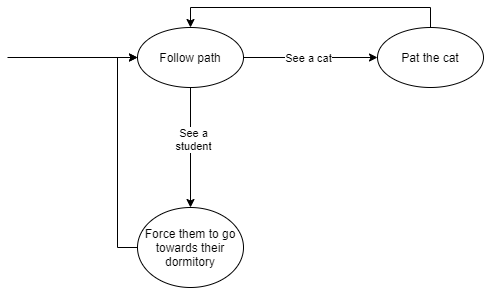 Follow path
See a cat
Pat the cat
See a
student
Force them to go
towards their
dormitory